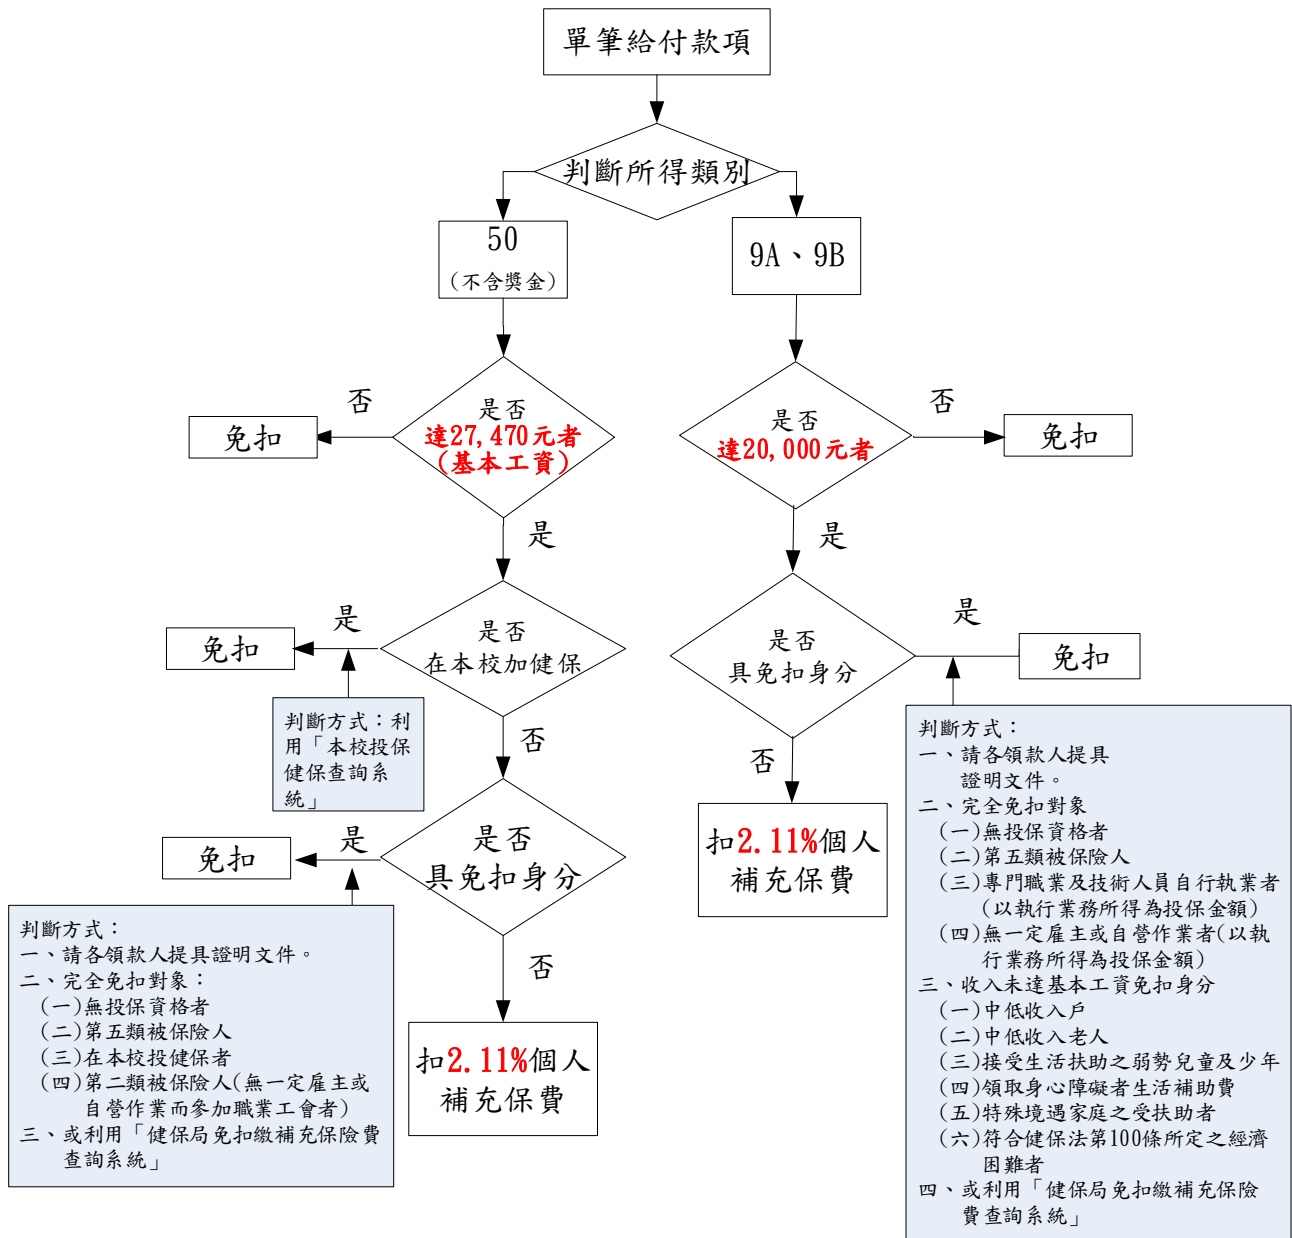 單筆給付款項
判斷所得類別
50
(不含獎金)
9A、9B
是否
達27,470元者
(基本工資)
否
免扣
是
是否
達20,000元者
否
免扣
是
是否
在本校加健保
是
免扣
判斷方式：利
用「本校投保
健保查詢系
統」
否
是否
具免扣身分
是
免扣
判斷方式：
一、請各領款人提具
證明文件。
二、完全免扣對象
(一)無投保資格者
(二)第五類被保險人
(三)專門職業及技術人員自行執業者
(以執行業務所得為投保金額)
(四)無一定雇主或自營作業者(以執
行業務所得為投保金額)
三、收入未達基本工資免扣身分
(一)中低收入戶
(二)中低收入老人
(三)接受生活扶助之弱勢兒童及少年
(四)領取身心障礙者生活補助費
(五)特殊境遇家庭之受扶助者
(六)符合健保法第100條所定之經濟
困難者
四、或利用「健保局免扣繳補充保險
費查詢系統」
否
扣2.11%個人
補充保費
是否
具免扣身分
是
免扣
判斷方式：
一、請各領款人提具證明文件。
二、完全免扣對象：
(一)無投保資格者
(二)第五類被保險人
(三)在本校投健保者
(四)第二類被保險人(無一定雇主或
自營作業而參加職業工會者)
三、或利用「健保局免扣繳補充保險費
查詢系統」
否
扣2.11%個人
補充保費